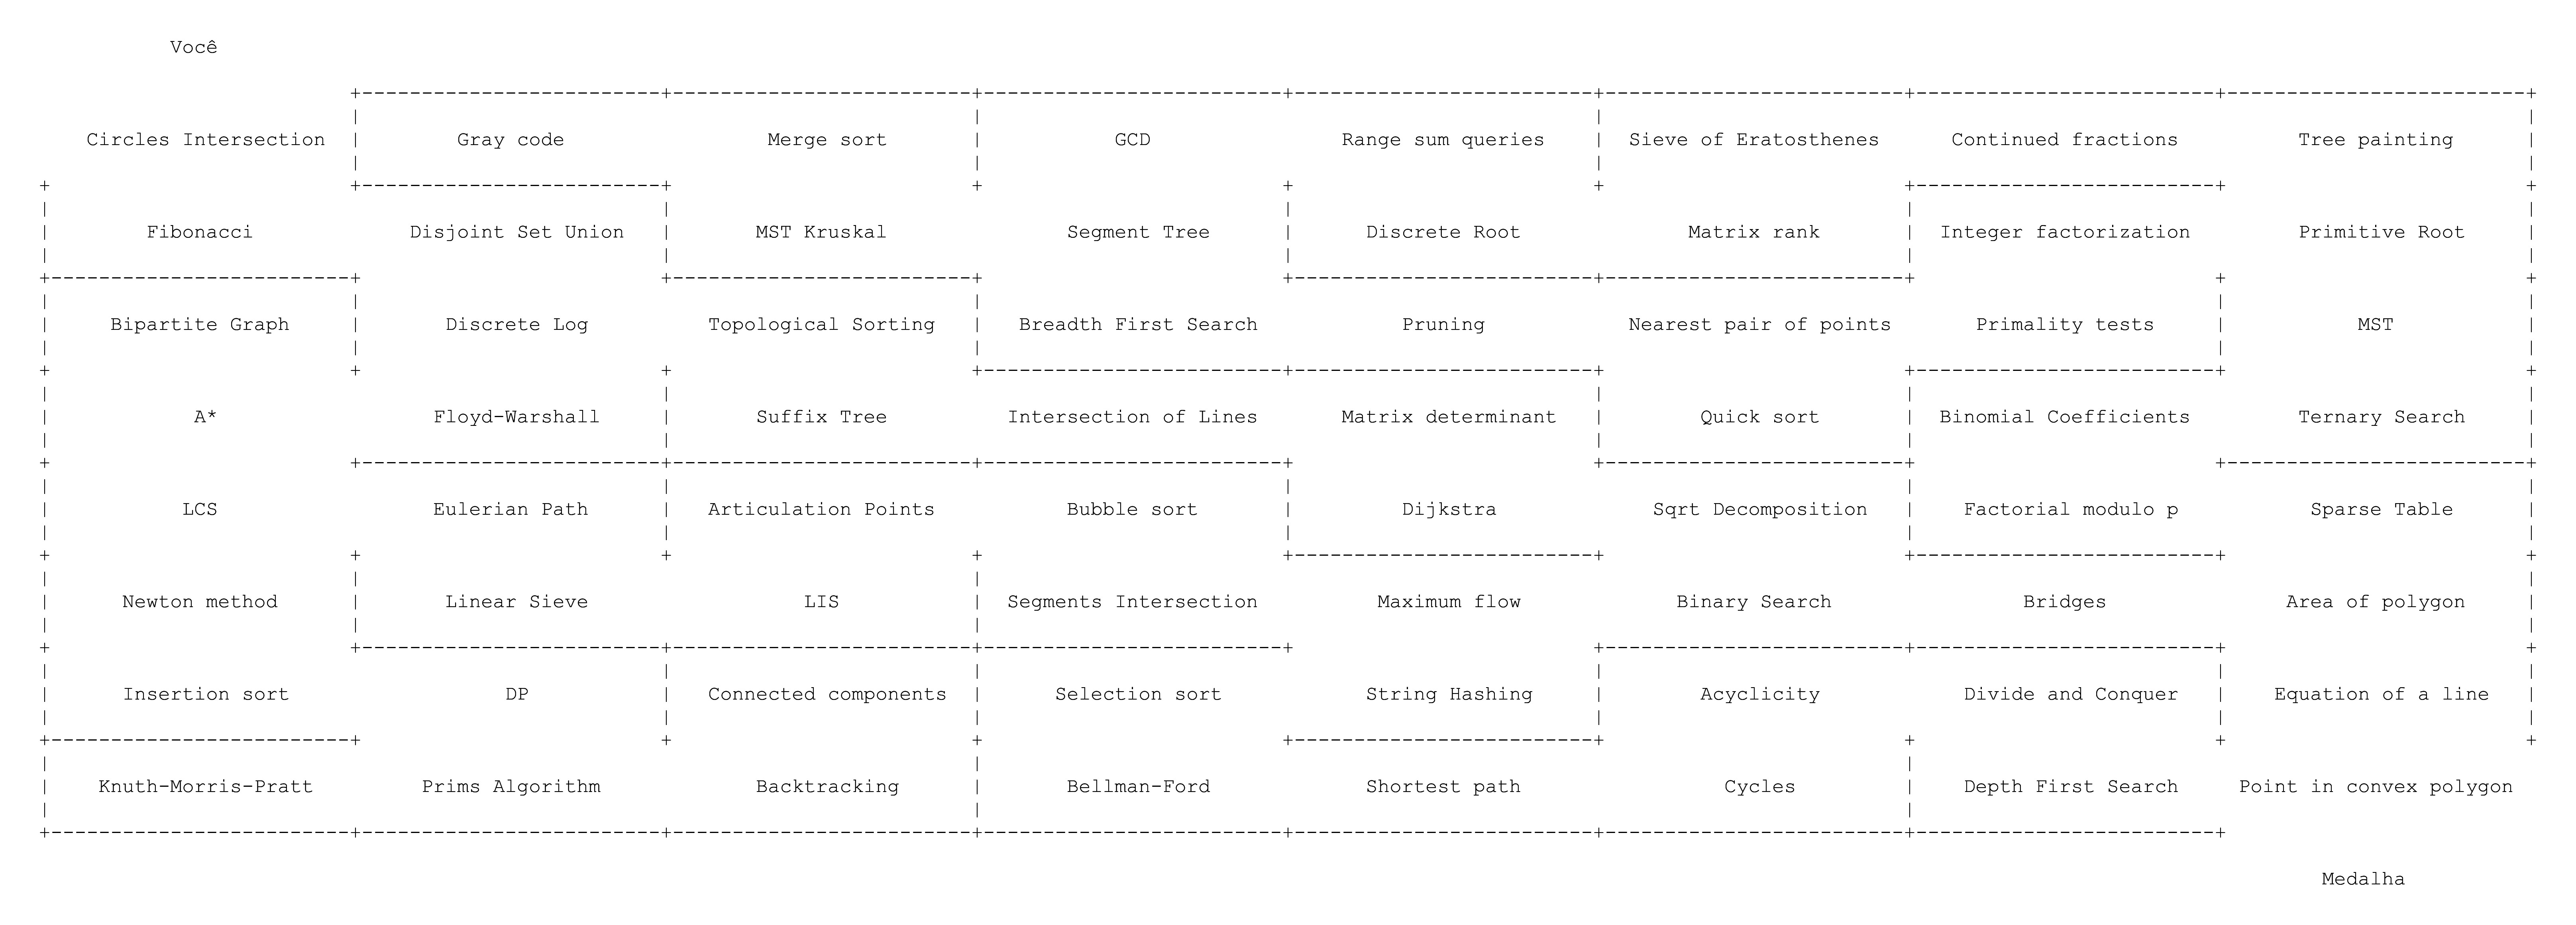 Você
Circles Intersection Gray code Merge sort GCD Range sum queries Sieve of Eratosthenes Continued fractions Tree painting
Fibonacci Disjoint Set Union MST Kruskal Segment Tree Discrete Root Matrix rank Integer factorization Primitive Root
Bipartite Graph Discrete Log Topological Sorting Breadth First Search Pruning Nearest pair of points Primality tests MST
A* Floyd-Warshall Suffix Tree Intersection of Lines Matrix determinant Quick sort Binomial Coefficients Ternary Search
LCS Eulerian Path Articulation Points Bubble sort Dijkstra Sqrt Decomposition Factorial modulo p Sparse Table
Newton method Linear Sieve LIS Segments Intersection Maximum flow Binary Search Bridges Area of polygon
Insertion sort DP Connected components Selection sort String Hashing Acyclicity Divide and Conquer Equation of a line
Knuth-Morris-Pratt Prims Algorithm Backtracking Bellman-Ford Shortest path Cycles Depth First Search Point in convex polygon
Medalha